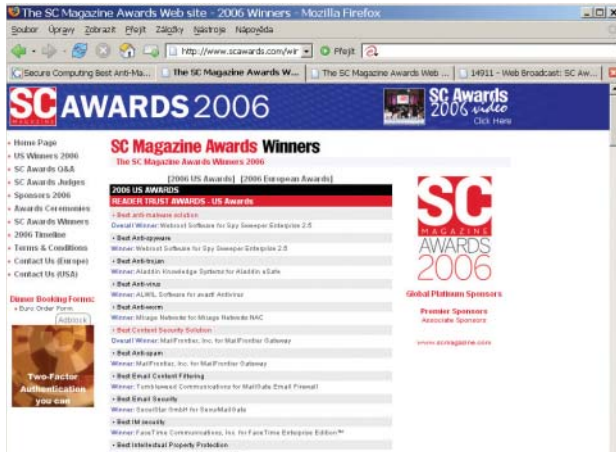 The SC Magazine Awards Web site - 2006 Winners - Mozilla Firefox
Soubor Úpravy Zobrazit Přejít Záložky Nástroje Nápověda
http://www.scawards.com/wir Přejít
Secure Computing Best Anti-Ma... The SC Magazine Awards W... The SC Magazine Awards Web ... 14911 - Web Broadcast: SC Aw...
SC MAGAZINE AWARDS 2006
SC Awards 2006 video
Click Here
• Home Page
• US Winners 2006
• SC Awards Q&A
• SC Awards Judges
• Sponsors 2006
• Awards Ceremonies
• SC Awards Winners
• 2006 Timeline
• Terms & Conditions
• Contact Us (Europe)
• Contact Us (USA)
Dinner Booking Forms:
• Euro Order Form
Adblock
Two-Factor
Authentication
you can
SC Magazine Awards Winners
The SC Magazine Awards Winners 2006
[2006 US Awards] [2006 European Awards]
2006 US AWARDS
READER TRUST AWARDS - US Awards
• Best anti-malware solution
Overall Winner: Webroot Software for Spy Sweeper Enterprise 2.5
• Best Anti-spyware
Winner: Webroot Software for Spy Sweeper Enterprise 2.5
• Best Anti-trojan
Winner: Aladdin Knowledge Systems for Aladdin eSafe
• Best Anti-virus
Winner: ALWIL Software for avast! Antivirus
• Best Anti-worm
Winner: Mirage Networks for Mirage Networks NAC
• Best Content Security Solution
Overall Winner: MailFrontier, Inc. for MailFrontier Gateway
• Best Anti-spam
Winner: MailFrontier, Inc. for MailFrontier Gateway
• Best Email Content Filtering
Winner: Tumbleweed Communications for MailGate Email Firewall
• Best Email Security
Winner: SecurStar GmbH for SecurMailGate
• Best IM security
Winner: FaceTime Communications, Inc. for FaceTime Enterprise Edition™
• Best Intellectual Property Protection
SC
MAGAZINE
AWARDS
2006
Global Platinum Sponsors
Premier Sponsors
Associate Sponsors
www.scmagazine.com